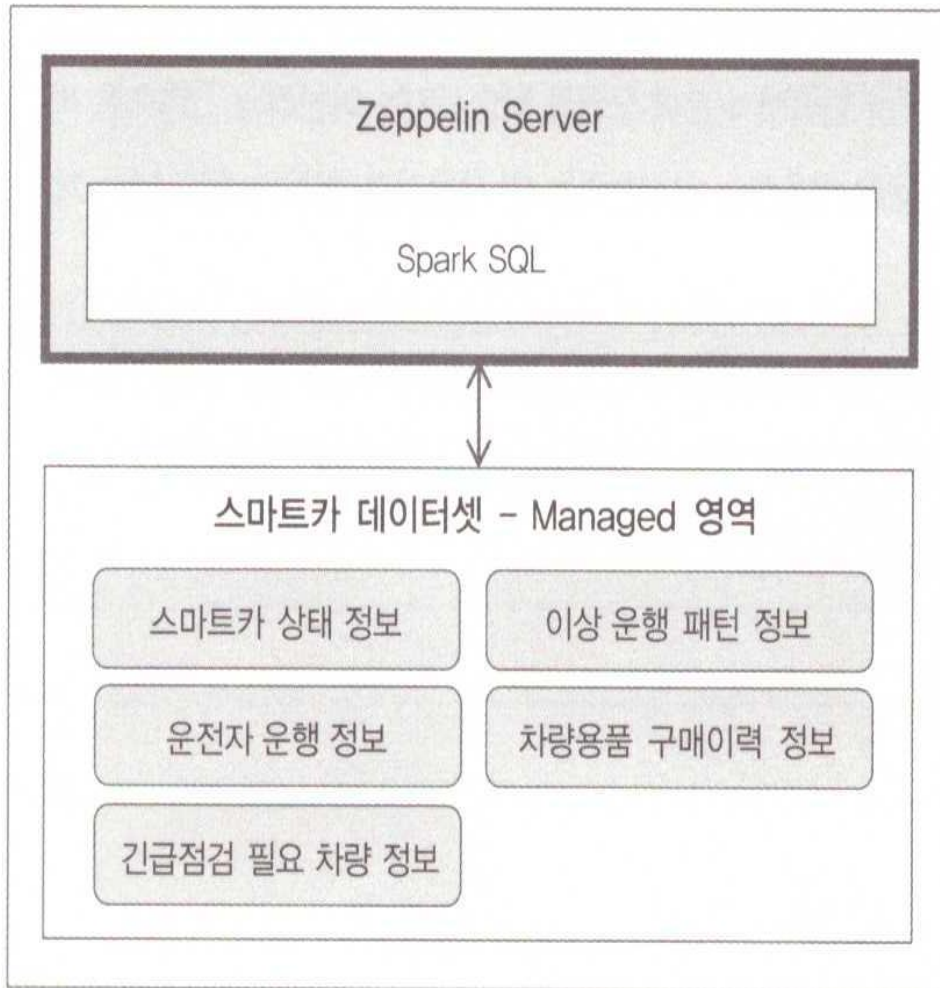 Zeppelin Server
Spark SQL
스마트카 데이터셋 - Managed 영역
스마트카 상태 정보
이상 운행 패턴 정보
운전자 운행 정보
차량용품 구매이력 정보
긴급점검 필요 차량 정보